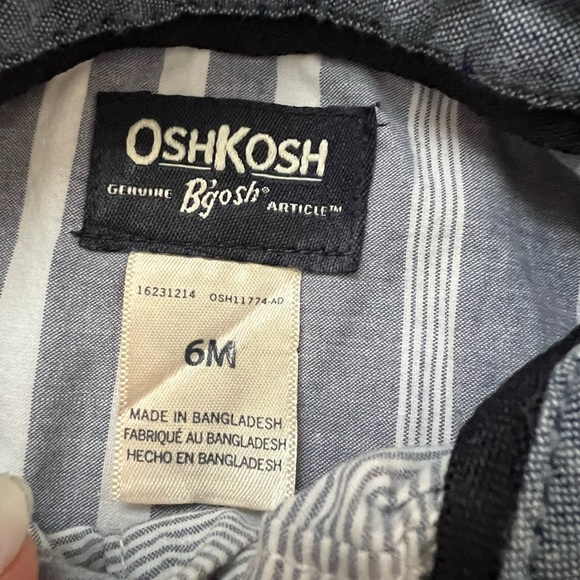 OSHKOSH
GENUINE B'gosh® ARTICLE™
16231214 OSH11774-AD
6M
MADE IN BANGLADESH
FABRIQUÉ AU BANGLADESH
HECHO EN BANGLADESH